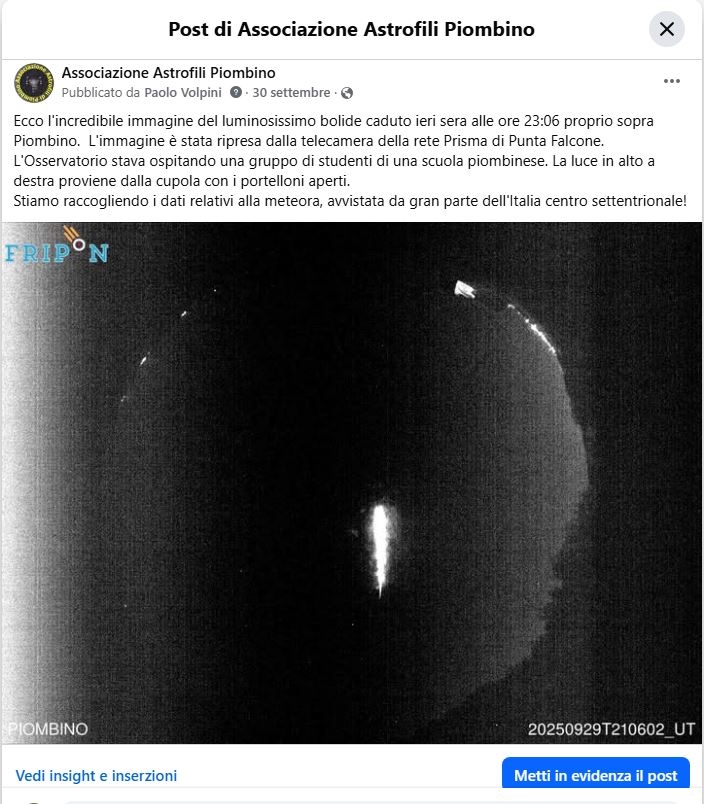 Post di Associazione Astrofili Piombino
Associazione Astrofili Piombino
Pubblicato da Paolo Volpini · 30 settembre ·
Ecco l'incredibile immagine del luminosissimo bolide caduto ieri sera alle ore 23:06 proprio sopra
Piombino. L'immagine è stata ripresa dalla telecamera della rete Prisma di Punta Falcone.
L'Osservatorio stava ospitando una gruppo di studenti di una scuola piombinese. La luce in alto a
destra proviene dalla cupola con i portelloni aperti.
Stiamo raccogliendo i dati relativi alla meteora, avvistata da gran parte dell'Italia centro settentrionale!
FRIPON
PIOMBINO
20250929T210602_UT
Vedi insight e inserzioni
Metti in evidenza il post